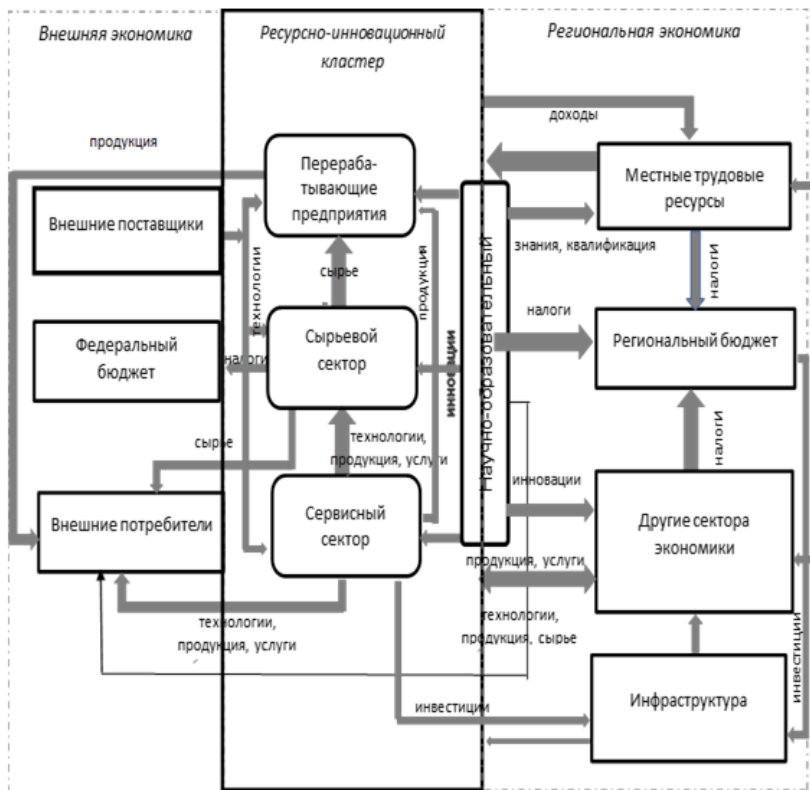 Внешняя экономика
Ресурсно-инновационный
кластер
Региональная экономика
доходы
продукция
Перераба-
тывающие
предприятия
Местные трудовые
ресурсы
Внешние поставщики
знания, квалификация
сырье
технологии
продукция
налоги
налоги
Федеральный
бюджет
налоги
Сырьевой
сектор
инновации
Научно-образовательный
Региональный бюджет
сырье
технологии,
продукция, услуги
налоги
инновации
Внешние потребители
Сервисный
сектор
Другие сектора
экономики
продукция, услуги
технологии,
продукция, услуги
технологии,
продукция, сырье
инвестиции
инвестиции
Инфраструктура